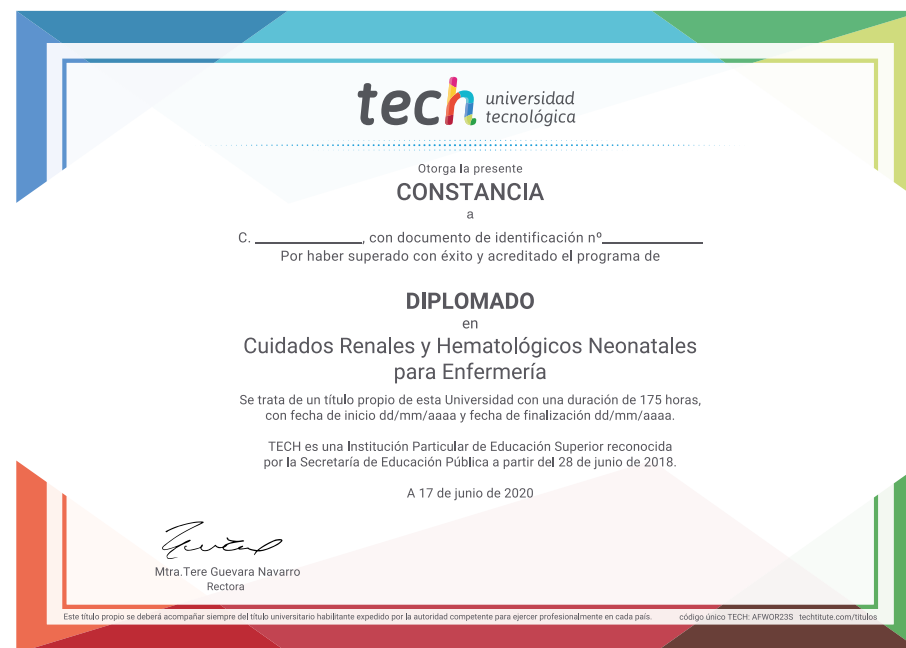 tech universidad
tecnológica
Otorga la presente
CONSTANCIA
a
C. ____________, con documento de identificación nº____________
Por haber superado con éxito y acreditado el programa de
DIPLOMADO
en
Cuidados Renales y Hematológicos Neonatales
para Enfermería
Se trata de un título propio de esta Universidad con una duración de 175 horas,
con fecha de inicio dd/mm/aaaa y fecha de finalización dd/mm/aaaa.
TECH es una Institución Particular de Educación Superior reconocida
por la Secretaría de Educación Pública a partir del 28 de junio de 2018.
A 17 de junio de 2020
Mtra.Tere Guevara Navarro
Rectora
Este título propio se deberá acompañar siempre del título universitario habilitante expedido por la autoridad competente para ejercer profesionalmente en cada país.
código único TECH: AFWOR23S techtitute.com/titulos